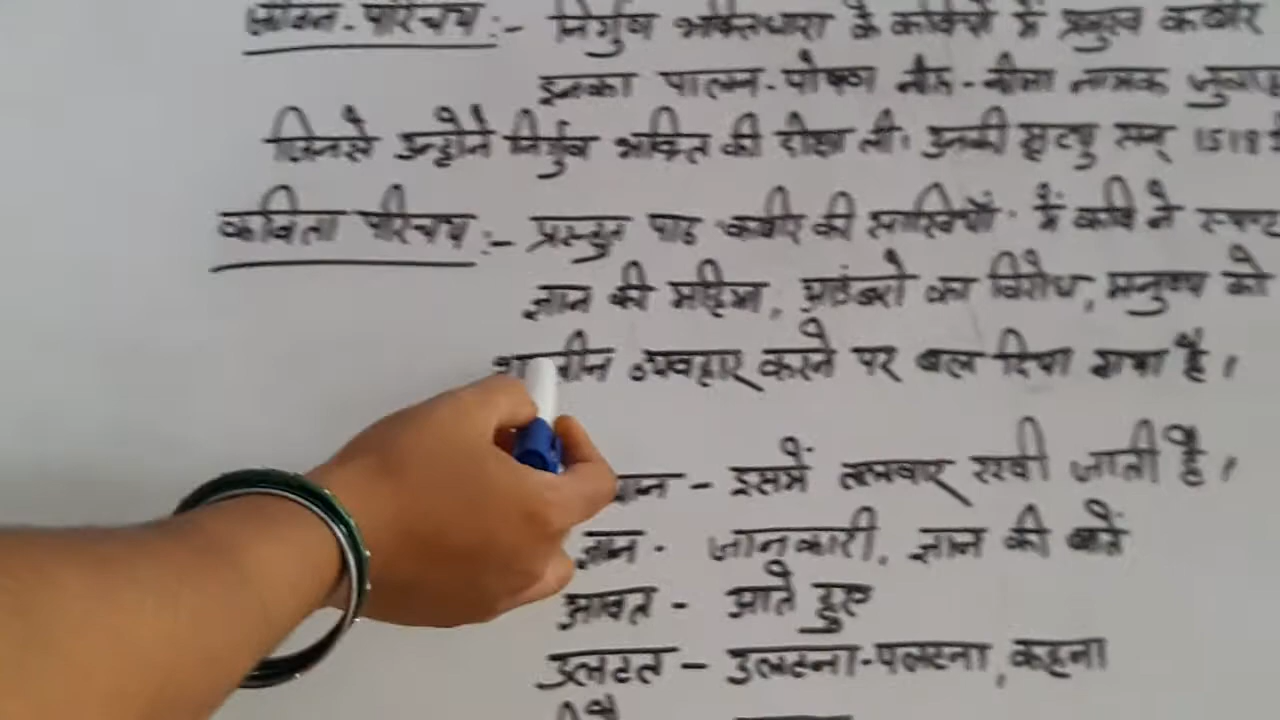 जीवन-परिचय :- निर्गुण भक्तिधारा के कवियों में प्रमुख कबीर
इनका पालन-पोषण नीरू-नीमा नामक
जिनसे उन्होंने निर्गुण भक्ति की दीक्षा ली। उनकी मृत्यु सन् 1518
कविता परिचय :- प्रस्तुत पाठ कबीर की साखियाँ में कवि ने
ज्ञान की महिमा, आडंबरो का विरोध, मनुष्य को
व्यवहार करने पर बल दिया गया है।
- इसमें तलवार रखी जाती है।
ज्ञान - जानकारी, ज्ञान की बातें
आवत - आते हुए
उलटत - उलटना-पलटना, कहना